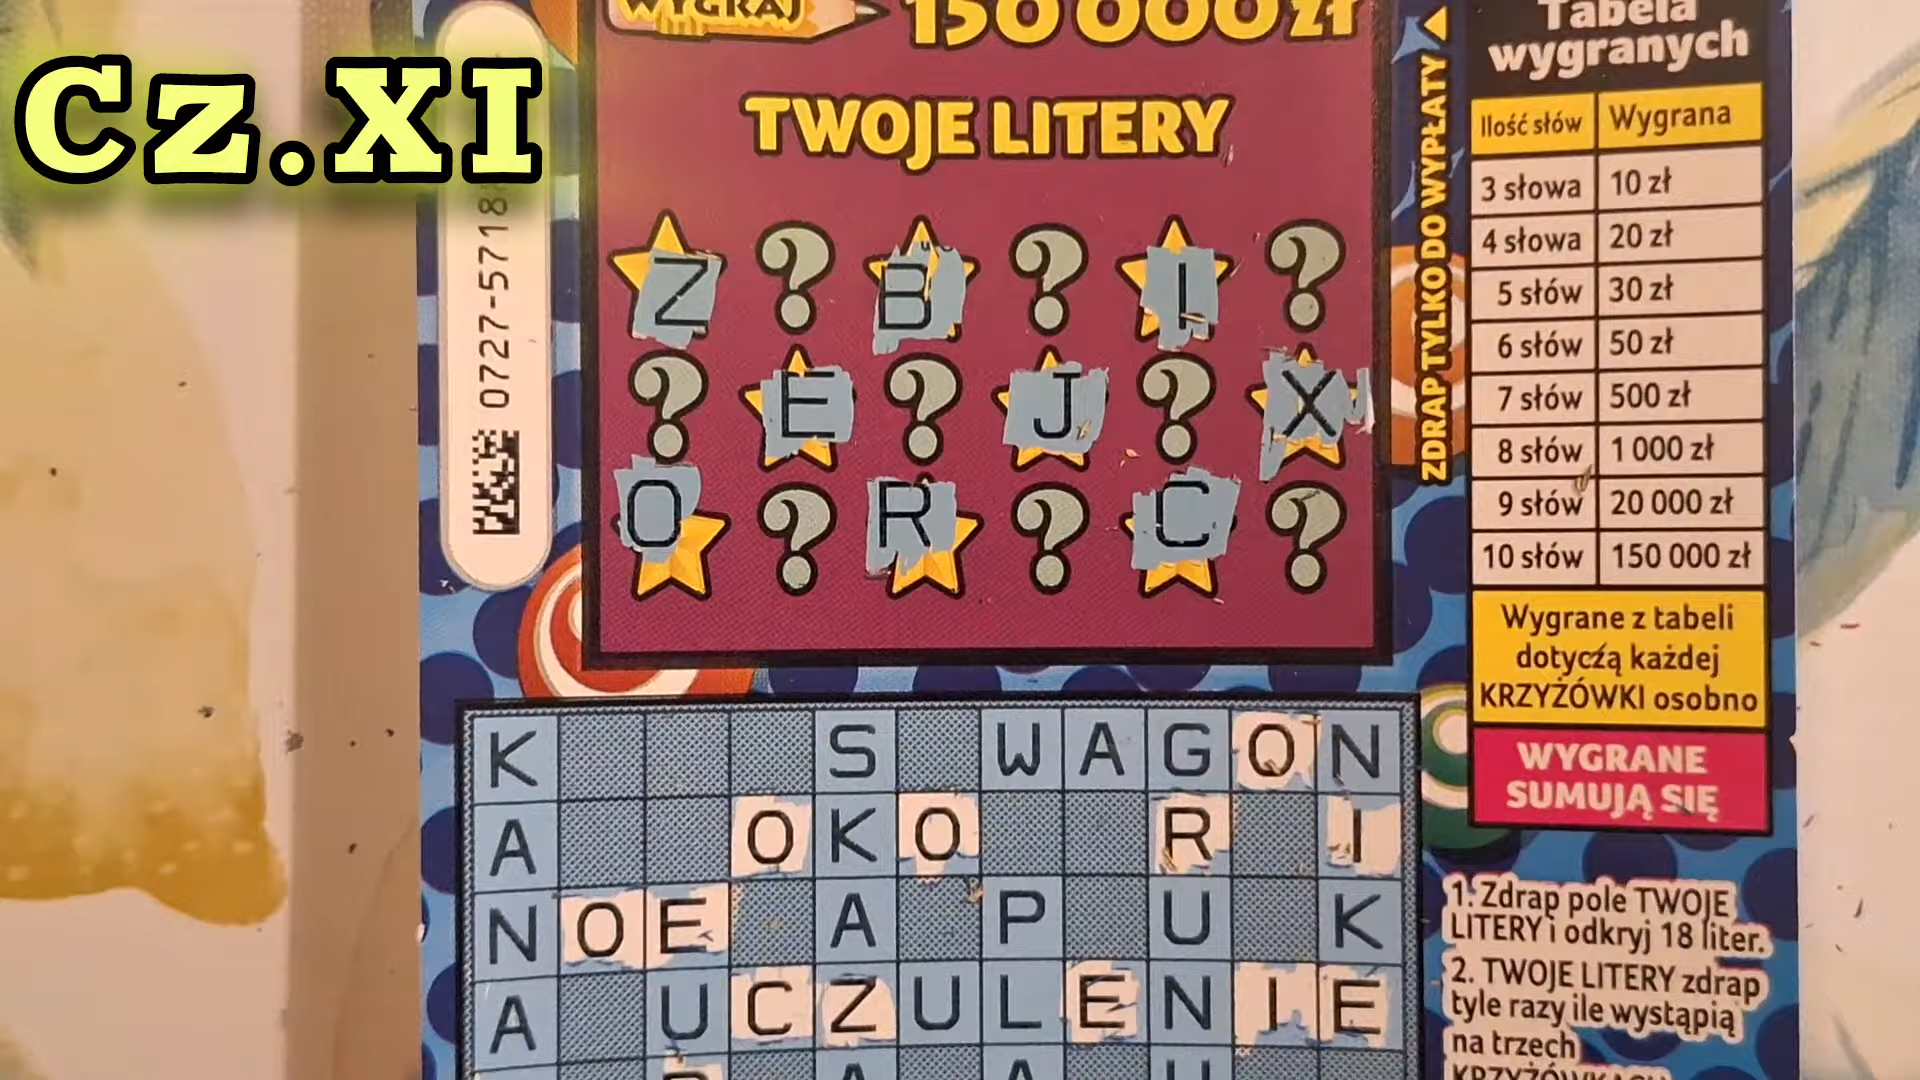 Cz.XI
WYGRAJ 150 000 zł
TWOJE LITERY
Z ? B ? I ?
? E ? J ? X
O ? R ? C ?
0727-5718
ZDRAP TYLKO DO WYPŁATY
Tabela
wygranych
Ilość słów Wygrana
3 słowa 10 zł
4 słowa 20 zł
5 słów 30 zł
6 słów 50 zł
7 słów 500 zł
8 słów 1 000 zł
9 słów 20 000 zł
10 słów 150 000 zł
Wygrane z tabeli
dotyczą każdej
KRZYŻÓWKI osobno
WYGRANE
SUMUJĄ SIĘ
K S W A G O N
A O K O R I
N O E A P U K
A U C Z U L E N I E
1. Zdrap pole TWOJE
LITERY i odkryj 18 liter.
2. TWOJE LITERY zdrap
tyle razy ile wystąpią
na trzech
KRZYŻÓWKACH